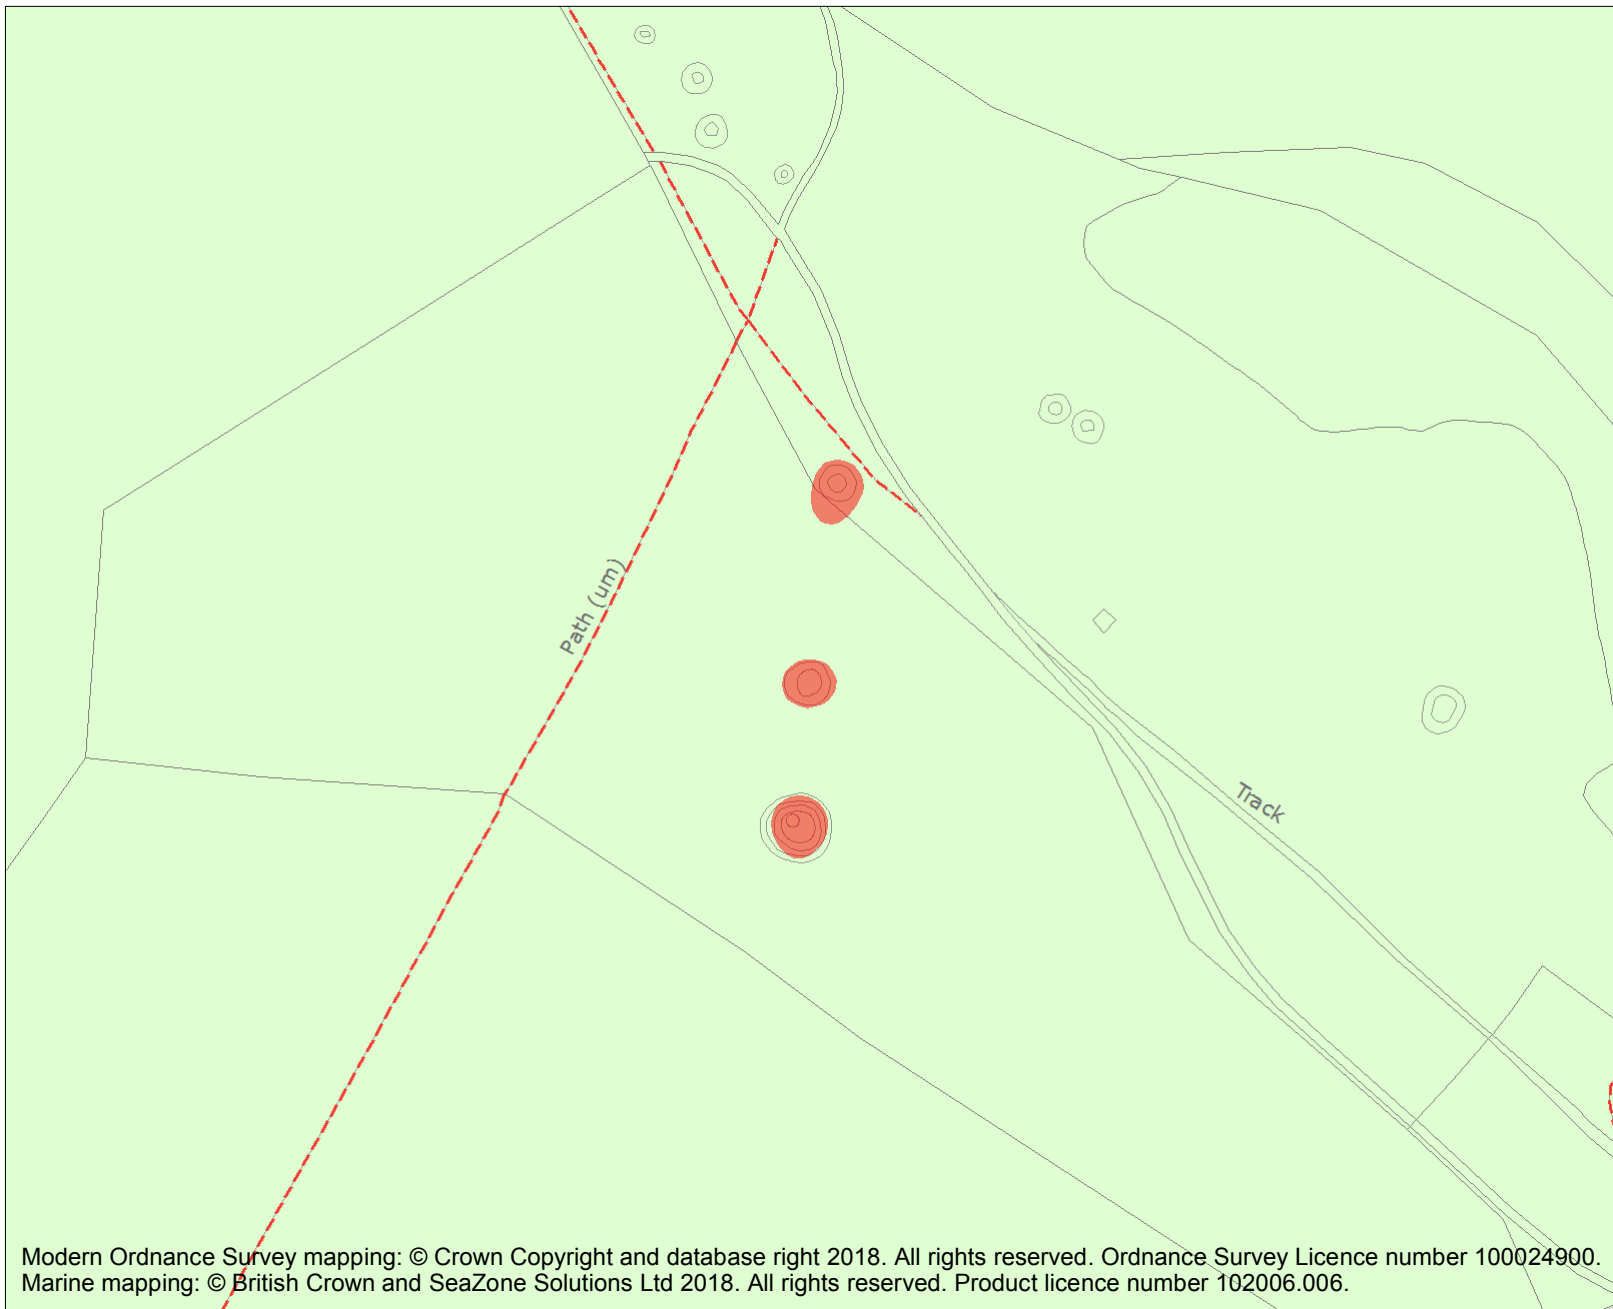 Path (um)
Track
Modern Ordnance Survey mapping: © Crown Copyright and database right 2018. All rights reserved. Ordnance Survey Licence number 100024900.
Marine mapping: © British Crown and SeaZone Solutions Ltd 2018. All rights reserved. Product licence number 102006.006.